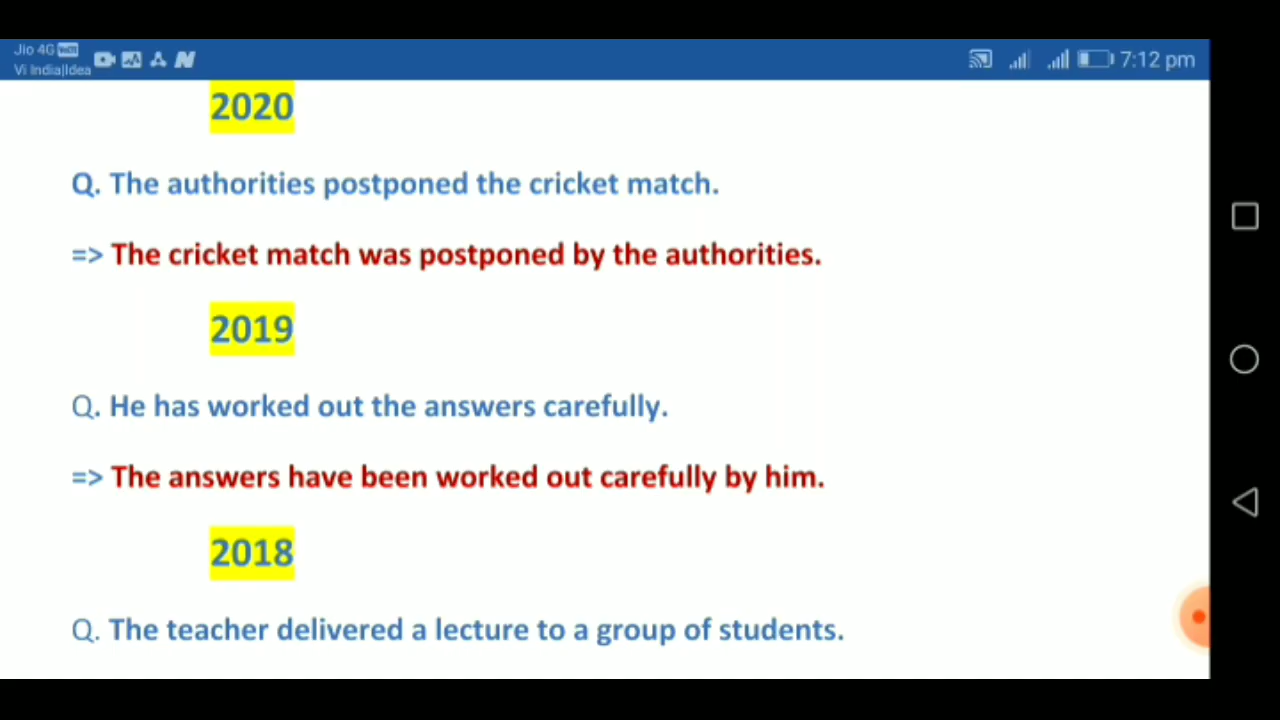 Jio 4G VoLTE
Vi India|Idea
7:12 pm
2020
Q. The authorities postponed the cricket match.
=> The cricket match was postponed by the authorities.
2019
Q. He has worked out the answers carefully.
=> The answers have been worked out carefully by him.
2018
Q. The teacher delivered a lecture to a group of students.